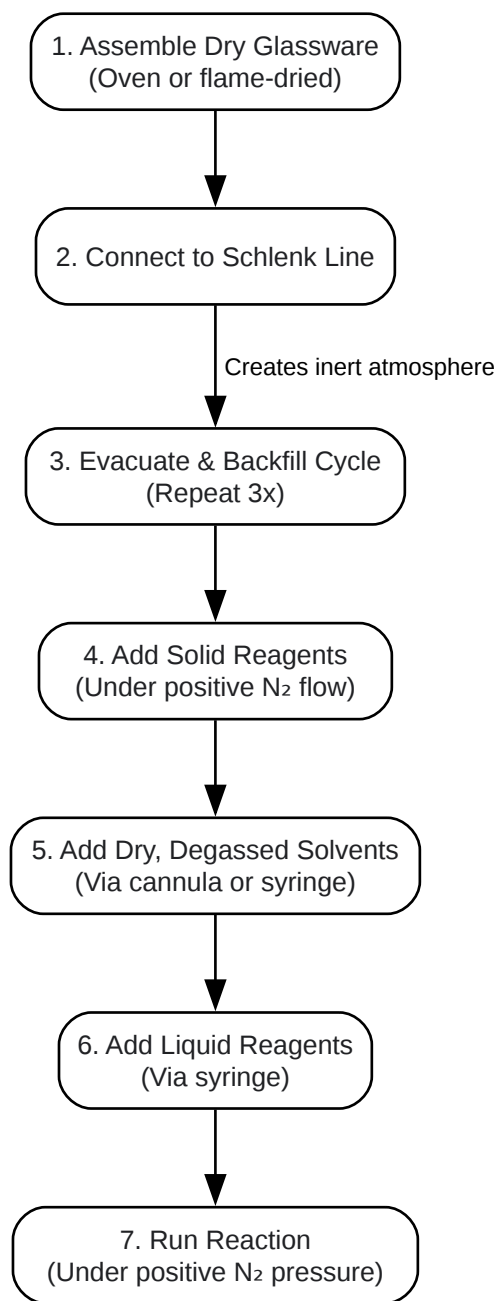 1. Assemble Dry Glassware
(Oven or flame-dried)
2. Connect to Schlenk Line
Creates inert atmosphere
3. Evacuate & Backfill Cycle
(Repeat 3x)
4. Add Solid Reagents
(Under positive N₂ flow)
5. Add Dry, Degassed Solvents
(Via cannula or syringe)
6. Add Liquid Reagents
(Via syringe)
7. Run Reaction
(Under positive N₂ pressure)